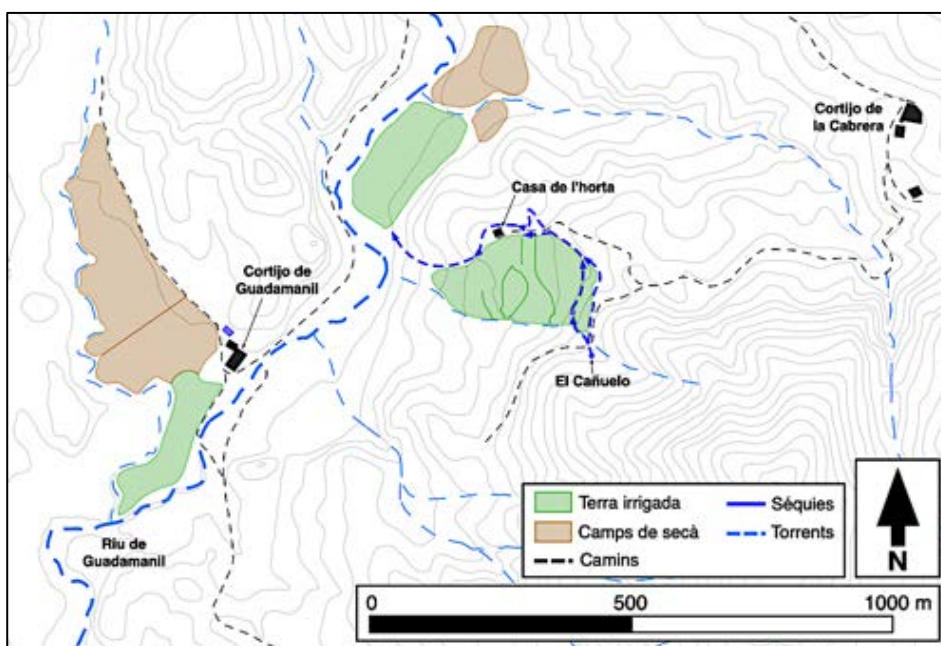 Cortijo de
la Cabrera
Casa de l'horta
Cortijo de
Guadamanil
El Cañuelo
Riu de
Guadamanil
Terra irrigada
Séquies
Camps de secà
Torrents
Camins
N
0
500
1000 m